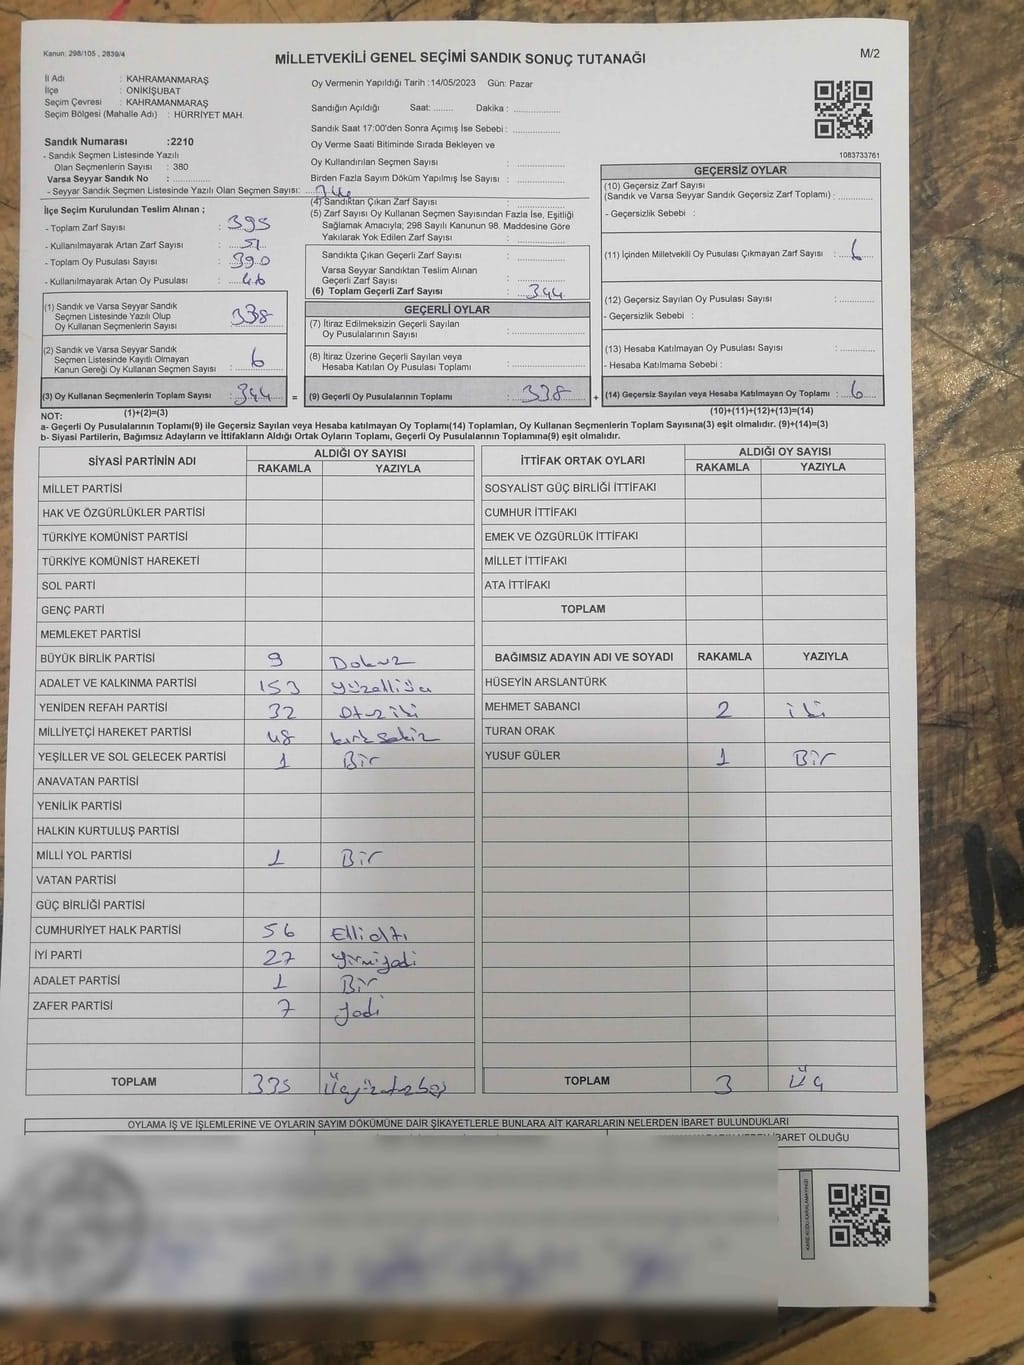 Kanun: 298/105 , 2839/4
MİLLETVEKİLİ GENEL SEÇİMİ SANDIK SONUÇ TUTANAĞI
M/2
İl Adı : KAHRAMANMARAŞ
İlçe : ONİKİŞUBAT
Seçim Çevresi : KAHRAMANMARAŞ
Seçim Bölgesi (Mahalle Adı) : HÜRRİYET MAH.
Sandık Numarası :2210
- Sandık Seçmen Listesinde Yazılı
Olan Seçmenlerin Sayısı : 380
Varsa Seyyar Sandık No :
- Seyyar Sandık Seçmen Listesinde Yazılı Olan Seçmen Sayısı:
Oy Vermenin Yapıldığı Tarih :14/05/2023 Gün: Pazar
Sandığın Açıldığı Saat: Dakika :
Sandık Saat 17:00'den Sonra Açımış İse Sebebi :
Oy Verme Saati Bitiminde Sırada Bekleyen ve
Oy Kullandırılan Seçmen Sayısı :
Birden Fazla Sayım Döküm Yapılmış İse Sayısı :
(4) Sandıktan Çıkan Zarf Sayısı : 344
(5) Zarf Sayısı Oy Kullanan Seçmen Sayısından Fazla İse, Eşitliği
Sağlamak Amacıyla; 298 Sayılı Kanunun 98. Maddesine Göre
Yakılarak Yok Edilen Zarf Sayısı :
1083733761
İlçe Seçim Kurulundan Teslim Alınan ;
- Toplam Zarf Sayısı : 395
- Kullanılmayarak Artan Zarf Sayısı : 51
- Toplam Oy Pusulası Sayısı : 390
- Kullanılmayarak Artan Oy Pusulası : 46
Sandıkta Çıkan Geçerli Zarf Sayısı :
Varsa Seyyar Sandıktan Teslim Alınan
Geçerli Zarf Sayısı :
(6) Toplam Geçerli Zarf Sayısı : 344
(1) Sandık ve Varsa Seyyar Sandık
Seçmen Listesinde Yazılı Olup
Oy Kullanan Seçmenlerin Sayısı : 338
(2) Sandık ve Varsa Seyyar Sandık
Seçmen Listesinde Kayıtlı Olmayan
Kanun Gereği Oy Kullanan Seçmen Sayısı : 6
(3) Oy Kullanan Seçmenlerin Toplam Sayısı : 344
=
GEÇERLİ OYLAR
(7) İtiraz Edilmeksizin Geçerli Sayılan
Oy Pusulalarının Sayısı :
(8) İtiraz Üzerine Geçerli Sayılan veya
Hesaba Katılan Oy Pusulası Toplamı :
(9) Geçerli Oy Pusulalarının Toplamı : 338
+
GEÇERSİZ OYLAR
(10) Geçersiz Zarf Sayısı
(Sandık ve Varsa Seyyar Sandık Geçersiz Zarf Toplamı) :
- Geçersizlik Sebebi :
(11) İçinden Milletvekili Oy Pusulası Çıkmayan Zarf Sayısı : 6
(12) Geçersiz Sayılan Oy Pusulası Sayısı :
- Geçersizlik Sebebi :
(13) Hesaba Katılmayan Oy Pusulası Sayısı :
- Hesaba Katılmama Sebebi :
(14) Geçersiz Sayılan veya Hesaba Katılmayan Oy Toplamı : 6
NOT: (1)+(2)=(3)
(10)+(11)+(12)+(13)=(14)
a- Geçerli Oy Pusulalarının Toplamı(9) ile Geçersiz Sayılan veya Hesaba katılmayan Oy Toplamı(14) Toplamları, Oy Kullanan Seçmenlerin Toplam Sayısına(3) eşit olmalıdır. (9)+(14)=(3)
b- Siyasi Partilerin, Bağımsız Adayların ve İttifakların Aldığı Ortak Oyların Toplamı, Geçerli Oy Pusulalarının Toplamına(9) eşit olmalıdır.
SİYASİ PARTİNİN ADI
ALDIĞI OY SAYISI
RAKAMLA YAZIYLA
MİLLET PARTİSİ
HAK VE ÖZGÜRLÜKLER PARTİSİ
TÜRKİYE KOMÜNİST PARTİSİ
TÜRKİYE KOMÜNİST HAREKETİ
SOL PARTİ
GENÇ PARTİ
MEMLEKET PARTİSİ
BÜYÜK BİRLİK PARTİSİ 9 Dokuz
ADALET VE KALKINMA PARTİSİ 153 Yüzelliüç
YENİDEN REFAH PARTİSİ 32 Otuziki
MİLLİYETÇİ HAREKET PARTİSİ 48 kırksekiz
YEŞİLLER VE SOL GELECEK PARTİSİ 1 Bir
ANAVATAN PARTİSİ
YENİLİK PARTİSİ
HALKIN KURTULUŞ PARTİSİ
MİLLİ YOL PARTİSİ 1 Bir
VATAN PARTİSİ
GÜÇ BİRLİĞİ PARTİSİ
CUMHURİYET HALK PARTİSİ 56 Ellialtı
İYİ PARTİ 27 Yirmiyedi
ADALET PARTİSİ 1 Bir
ZAFER PARTİSİ 7 Yedi
TOPLAM 335 Üçyüzotuzbeş
İTTİFAK ORTAK OYLARI
ALDIĞI OY SAYISI
RAKAMLA YAZIYLA
SOSYALİST GÜÇ BİRLİĞİ İTTİFAKI
CUMHUR İTTİFAKI
EMEK VE ÖZGÜRLÜK İTTİFAKI
MİLLET İTTİFAKI
ATA İTTİFAKI
TOPLAM
BAĞIMSIZ ADAYIN ADI VE SOYADI RAKAMLA YAZIYLA
HÜSEYİN ARSLANTÜRK
MEHMET SABANCI 2 iki
TURAN ORAK
YUSUF GÜLER 1 Bir
TOPLAM 3 Üç
OYLAMA İŞ VE İŞLEMLERİNE VE OYLARIN SAYIM DÖKÜMÜNE DAİR ŞİKAYETLERLE BUNLARA AİT KARARLARIN NELERDEN İBARET BULUNDUKLARI
İBARET OLDUĞU